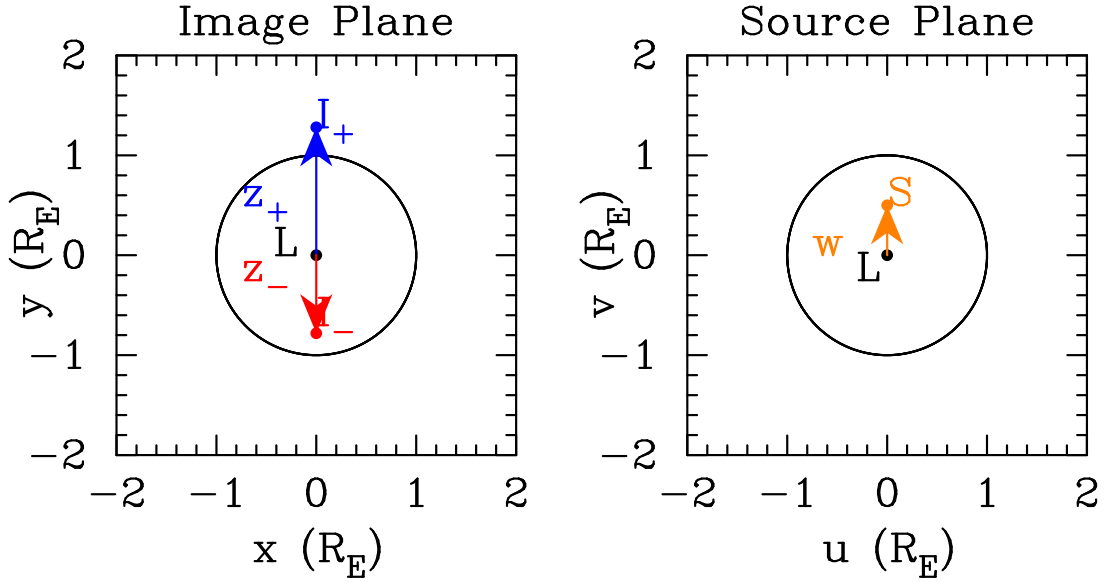 Image Plane
2
1
0
−1
−2
y (R_E)
I_+
z_+
L
z_−
I_−
−2 −1 0 1 2
x (R_E)
Source Plane
2
1
0
−1
−2
v (R_E)
S
w
L
−2 −1 0 1 2
u (R_E)